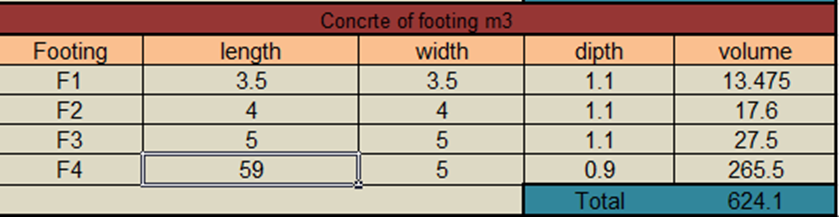 Concrte of footing m3
Footing length width dipth volume
F1 3.5 3.5 1.1 13.475
F2 4 4 1.1 17.6
F3 5 5 1.1 27.5
F4 59 5 0.9 265.5
Total 624.1